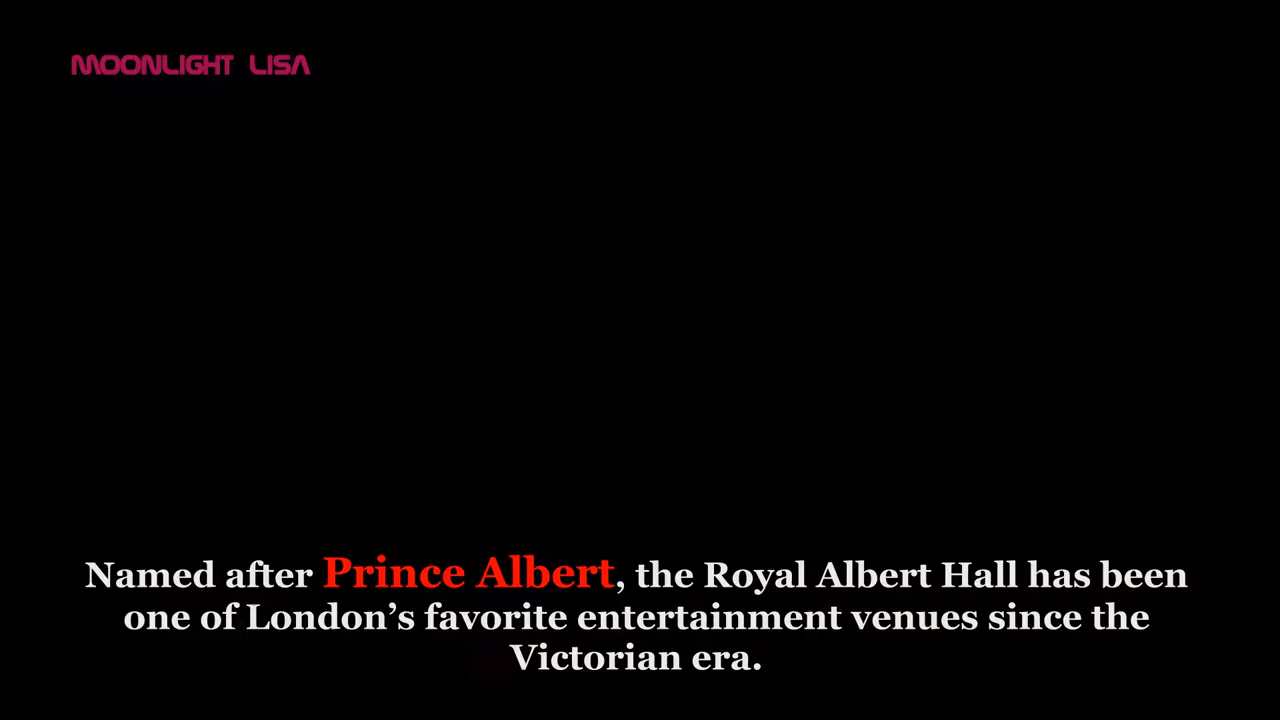 MOONLIGHT LISA
Named after Prince Albert, the Royal Albert Hall has been
one of London’s favorite entertainment venues since the
Victorian era.